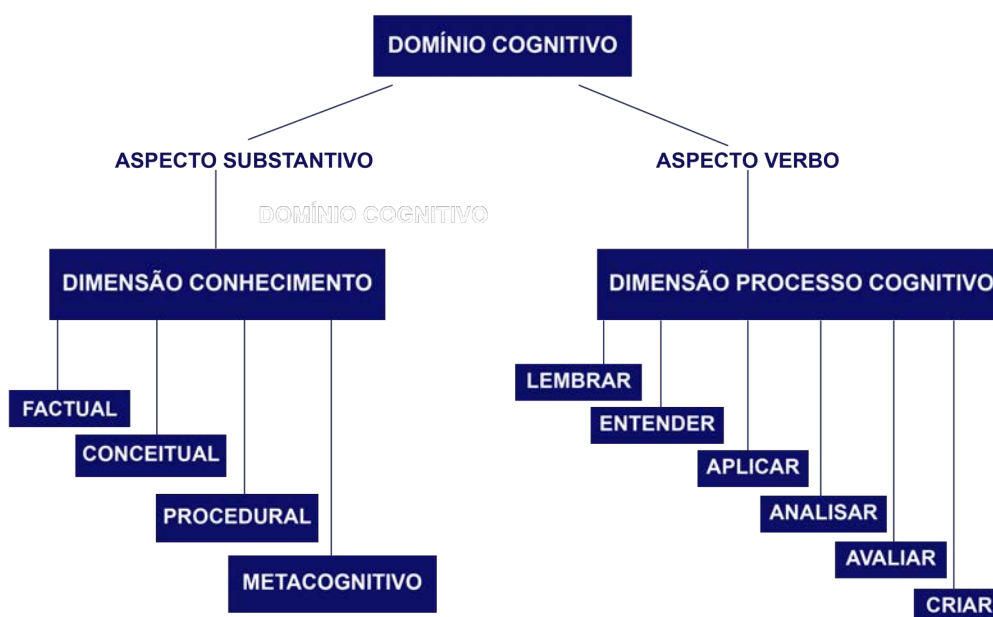 DOMÍNIO COGNITIVO
ASPECTO SUBSTANTIVO
ASPECTO VERBO
DOMÍNIO COGNITIVO
DIMENSÃO CONHECIMENTO
DIMENSÃO PROCESSO COGNITIVO
FACTUAL
CONCEITUAL
PROCEDURAL
METACOGNITIVO
LEMBRAR
ENTENDER
APLICAR
ANALISAR
AVALIAR
CRIAR